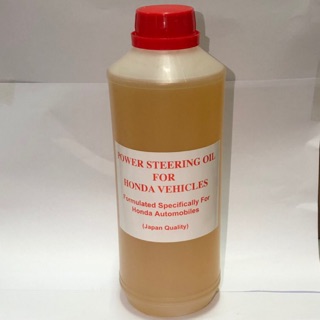 POWER STEERING OIL
FOR
HONDA VEHICLES
Formulated Specifically For
Honda Automobiles
(Japan Quality)